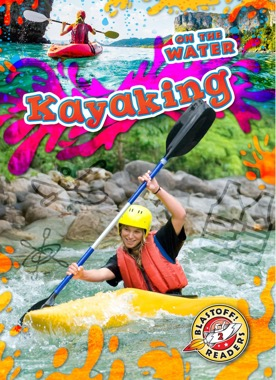 ON THE
WATER
Kayaking
BLASTOFF!
2
READERS